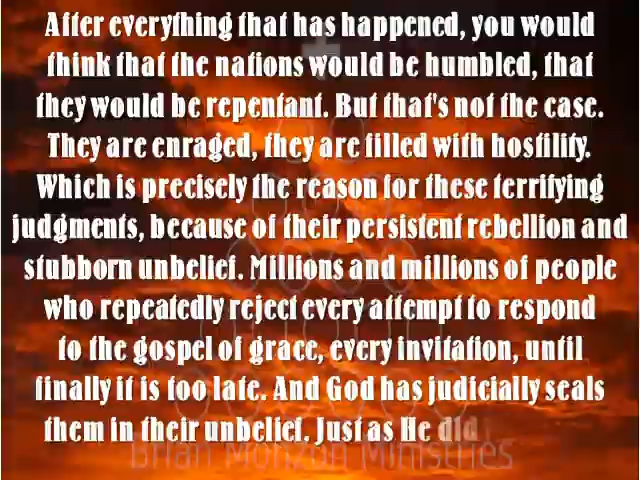 After everything that has happened, you would
think that the nations would be humbled, that
they would be repentant. But that's not the case.
They are enraged, they are filled with hostility.
Which is precisely the reason for these terrifying
judgments, because of their persistent rebellion and
stubborn unbelief. Millions and millions of people
who repeatedly reject every attempt to respond
to the gospel of grace, every invitation, until
finally it is too late. And God has judicially seals
them in their unbelief. Just as He did
Brian Monzon Ministries